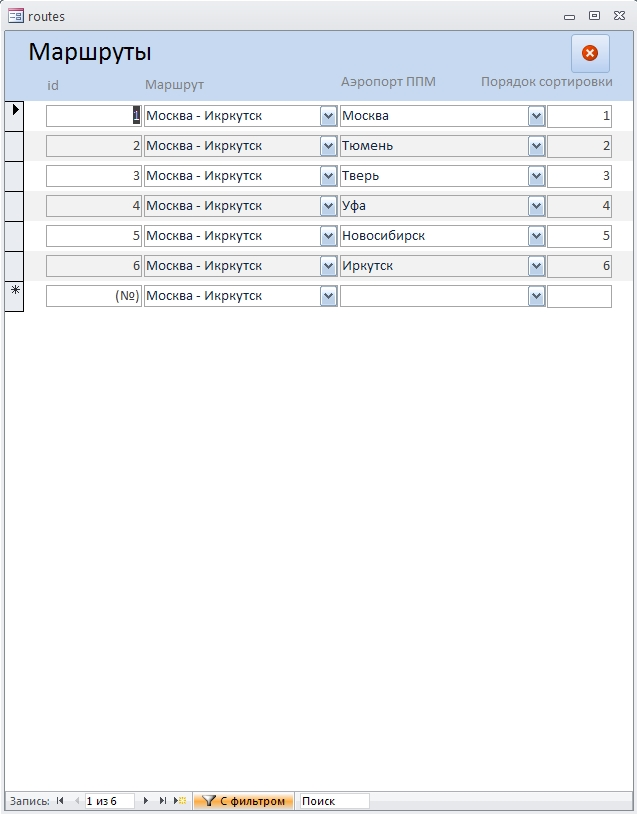 routes
Маршруты
id Маршрут Аэропорт ППМ Порядок сортировки
1 Москва - Икркутск Москва 1
2 Москва - Икркутск Тюмень 2
3 Москва - Икркутск Тверь 3
4 Москва - Икркутск Уфа 4
5 Москва - Икркутск Новосибирск 5
6 Москва - Икркутск Иркутск 6
(№) Москва - Икркутск
Запись: 1 из 6 С фильтром Поиск